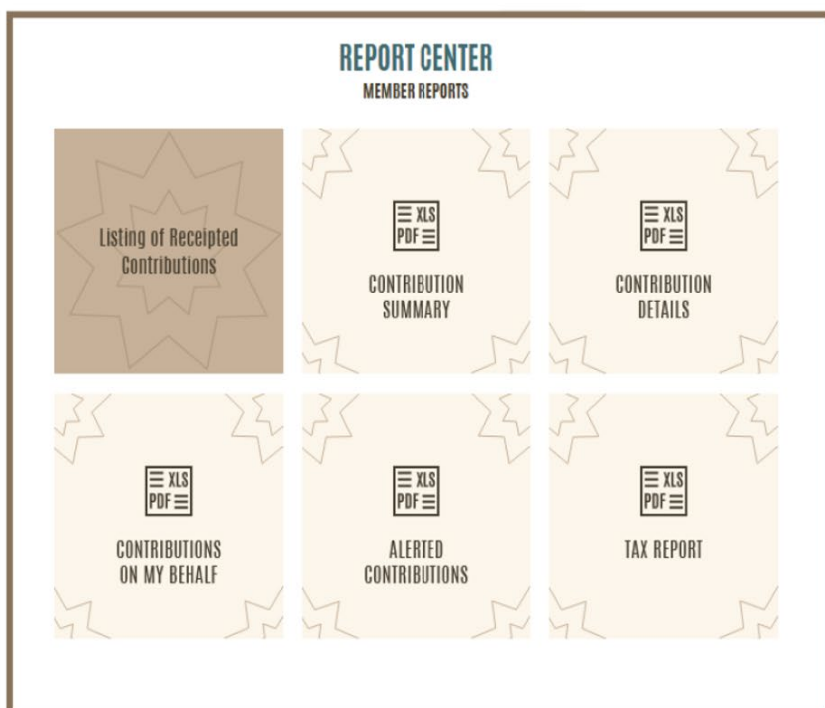 REPORT CENTER
MEMBER REPORTS
Listing of Receipted
Contributions
XLS
PDF
CONTRIBUTION
SUMMARY
XLS
PDF
CONTRIBUTION
DETAILS
XLS
PDF
CONTRIBUTIONS
ON MY BEHALF
XLS
PDF
ALERTED
CONTRIBUTIONS
XLS
PDF
TAX REPORT